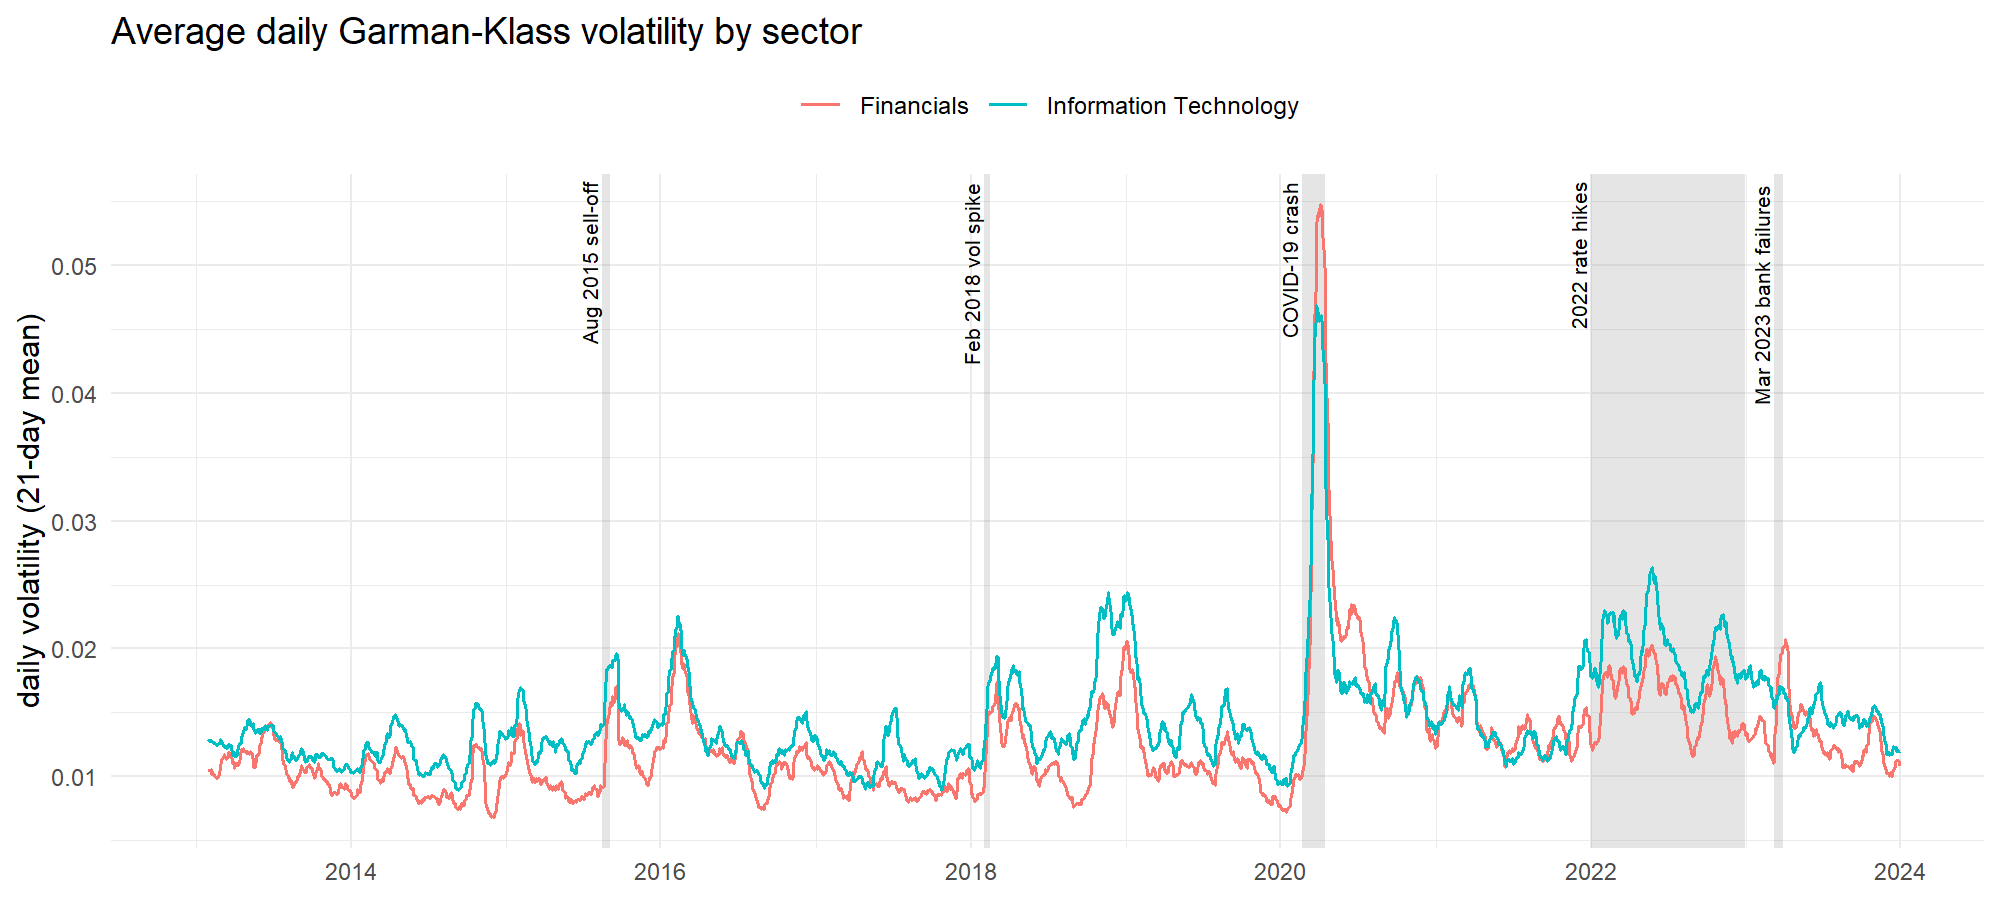 Average daily Garman-Klass volatility by sector
Financials
Information Technology
daily volatility (21-day mean)
0.05
0.04
0.03
0.02
0.01
Aug 2015 sell-off
Feb 2018 vol spike
COVID-19 crash
2022 rate hikes
Mar 2023 bank failures
2014
2016
2018
2020
2022
2024